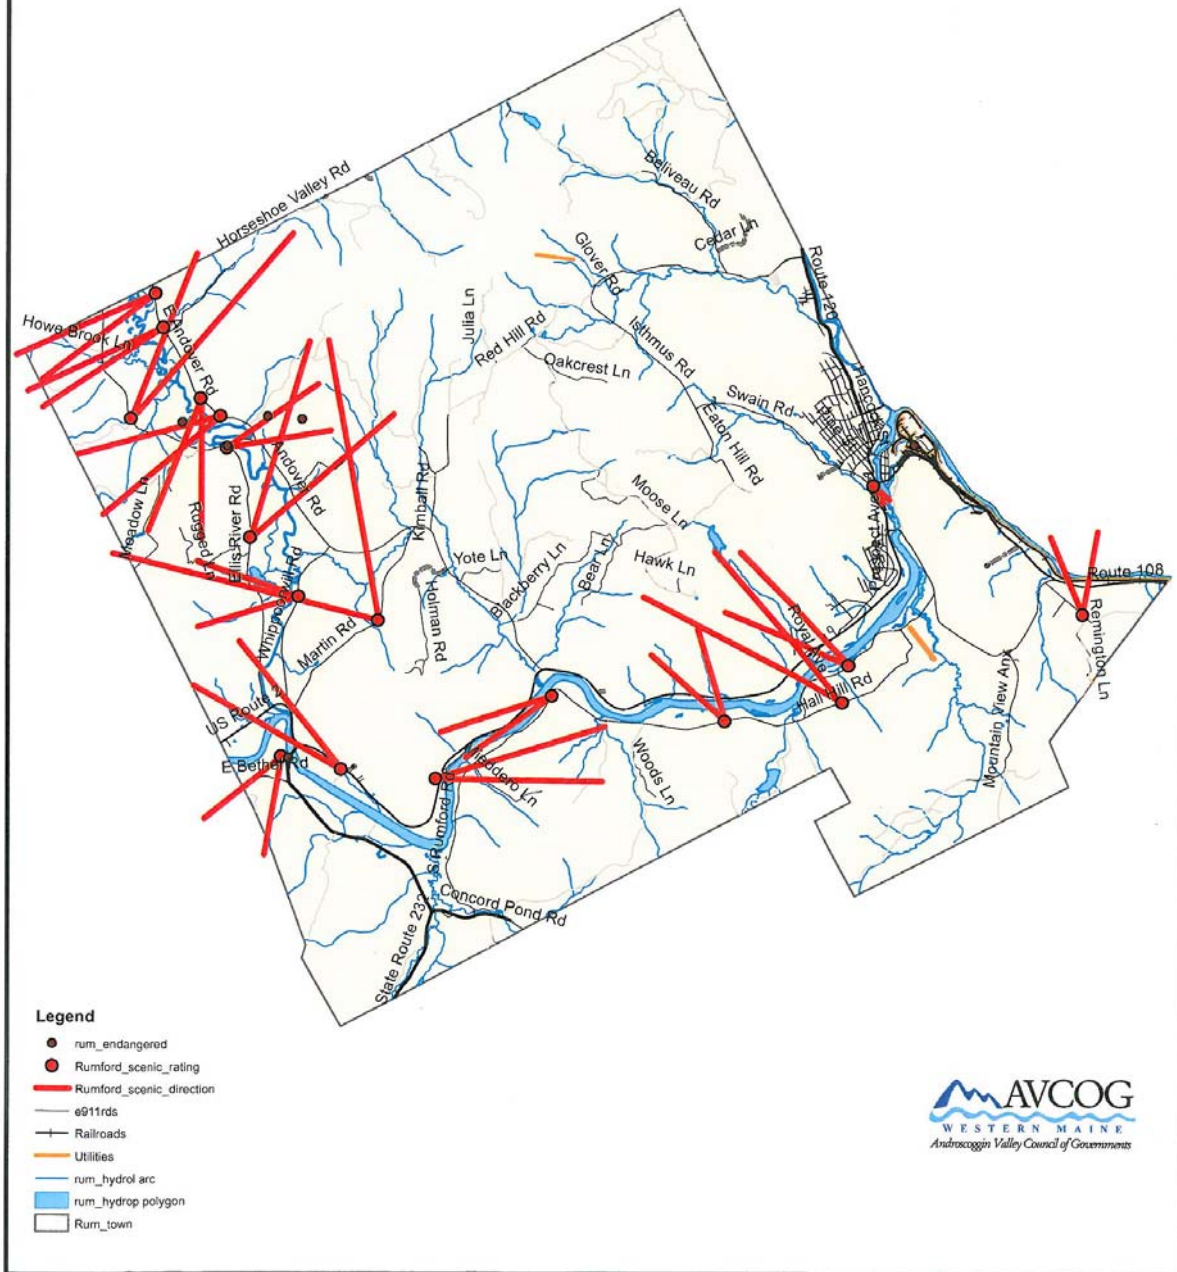 Horseshoe Valley Rd
Beliveau Rd
Cedar Ln
Glover Rd
Route 120
Howe Brook Ln
E Andover Rd
Julia Ln
Red Hill Rd
Isthmus Rd
Oakcrest Ln
Swain Rd
Eaton Hill Rd
Andover Rd
Meadow Ln
Rugged Ln
Ellis River Rd
Kimball Rd
Moose Ln
Prospect Ave
Yote Ln
Blackberry Ln
Bear Ln
Hawk Ln
Route 108
Whippoorwill Rd
Martin Rd
Holman Rd
Royal Ave
Remington Ln
US Route 2
Hall Hill Rd
Mountain View Anx
E Bethel Rd
Woods Ln
S Rumford Rd
Concord Pond Rd
State Route 232
Legend
rum_endangered
Rumford_scenic_rating
Rumford_scenic_direction
e911rds
Railroads
Utilities
rum_hydrol arc
rum_hydrop polygon
Rum_town
AVCOG
WESTERN MAINE
Androscoggin Valley Council of Governments